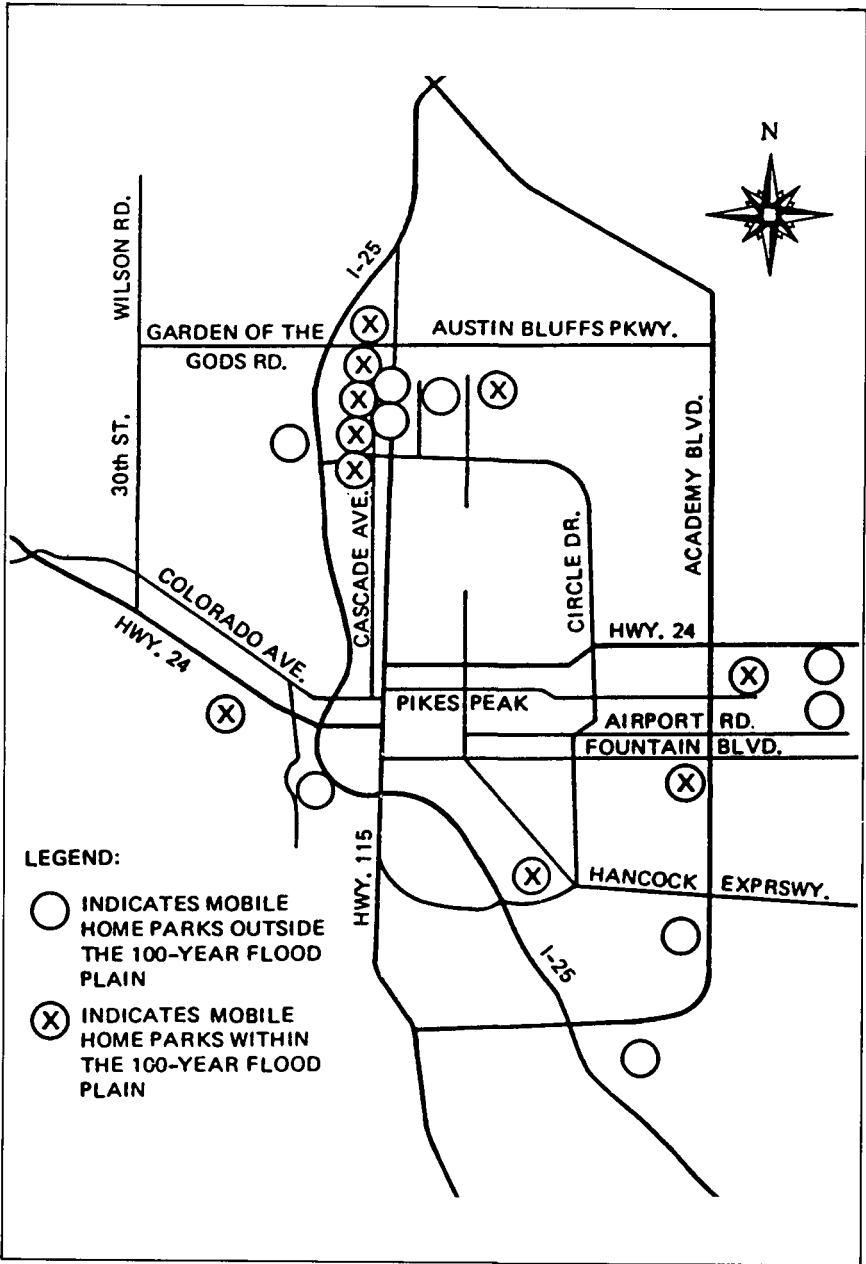 N
WILSON RD.
I-25
GARDEN OF THE
GODS RD.
AUSTIN BLUFFS PKWY.
X
X
X
X
X
X
30th ST.
ACADEMY BLVD.
CASCADE AVE.
CIRCLE DR.
COLORADO AVE.
HWY. 24
HWY. 24
X
X
PIKES PEAK
AIRPORT RD.
FOUNTAIN BLVD.
X
HWY. 115
X
HANCOCK EXPRSWY.
I-25
LEGEND:
INDICATES MOBILE
HOME PARKS OUTSIDE
THE 100-YEAR FLOOD
PLAIN
X INDICATES MOBILE
HOME PARKS WITHIN
THE 100-YEAR FLOOD
PLAIN